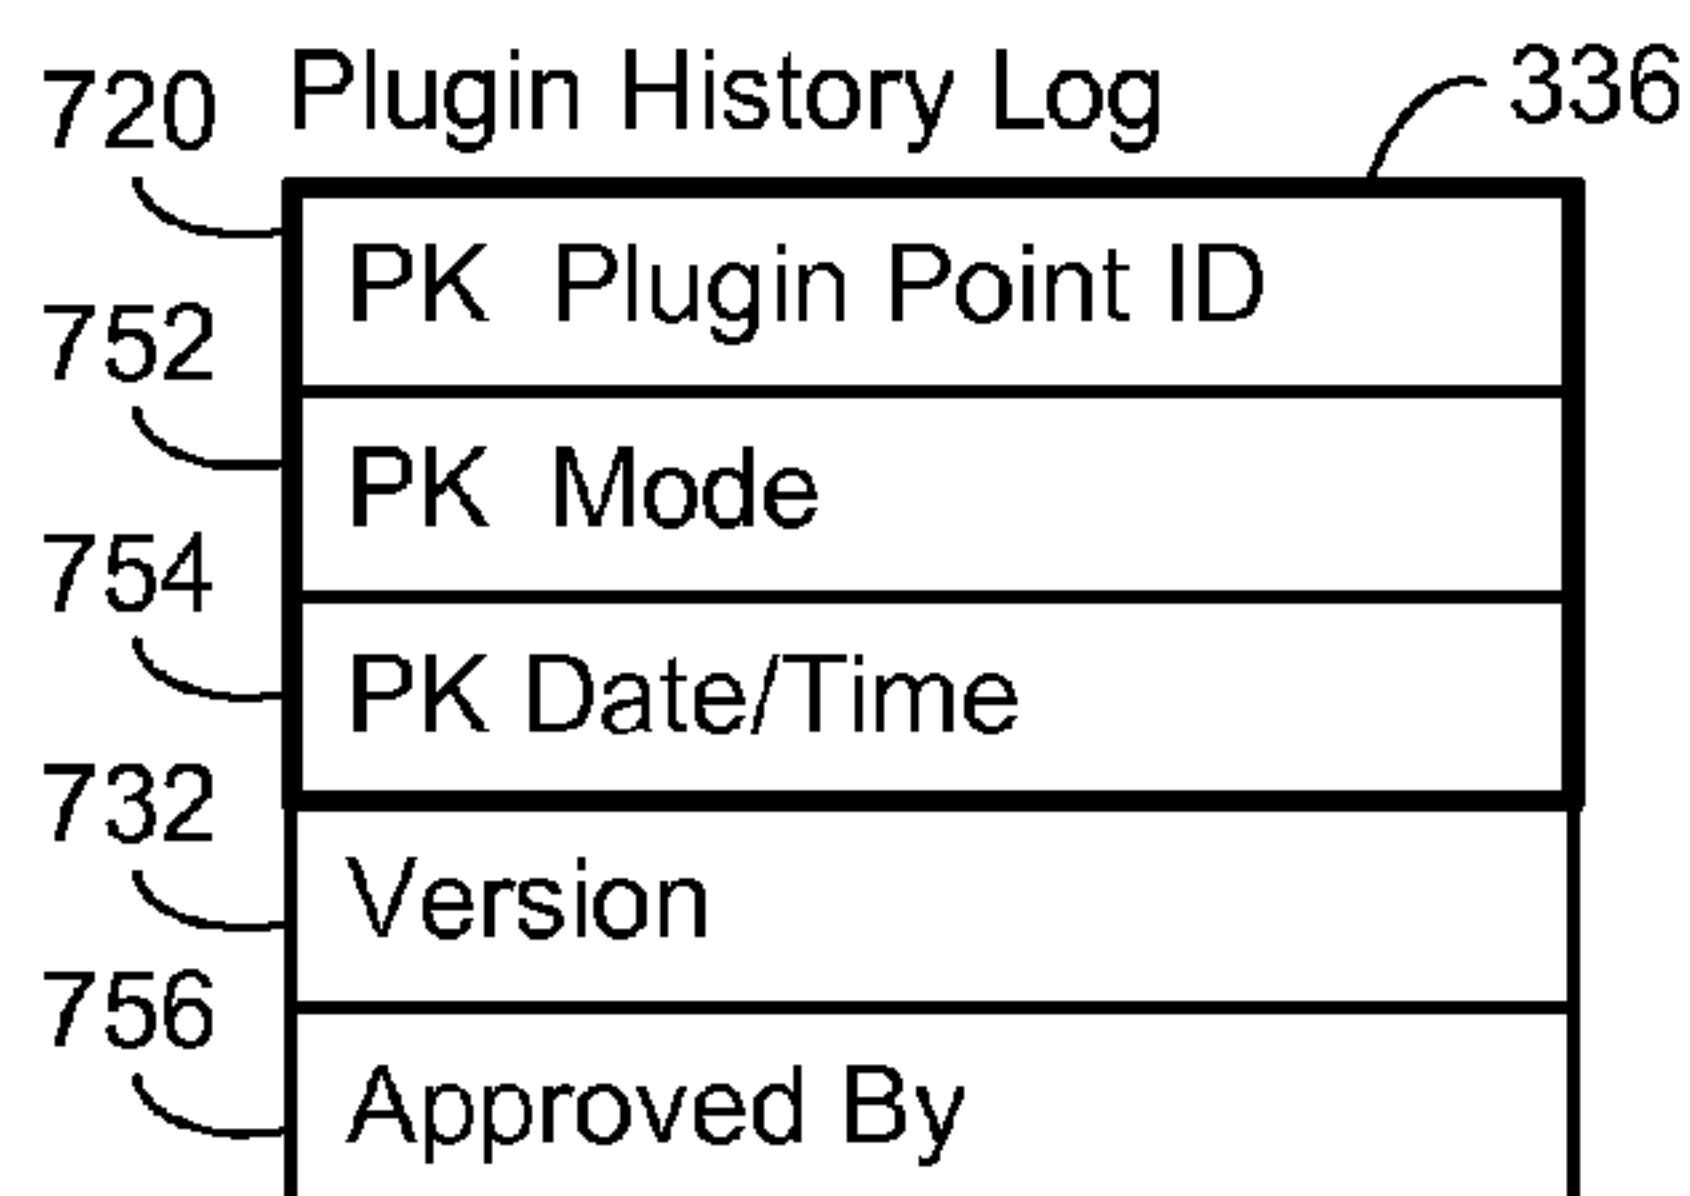 720 Plugin History Log 336
PK Plugin Point ID
752
PK Mode
754
PK Date/Time
732
Version
756
Approved By